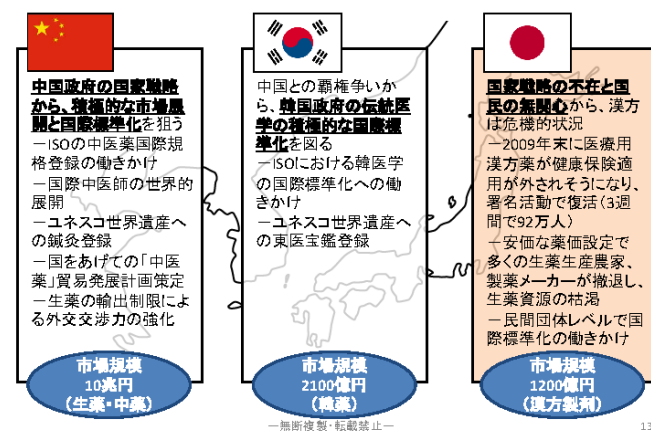 中国政府の国家戦略
から、積極的な市場展
開と国際標準化を狙う
－ISOの中医薬国際規
格登録の働きかけ
－国際中医師の世界的
展開
－ユネスコ世界遺産へ
の鍼灸登録
－国をあげての「中医
薬」貿易発展計画策定
－生薬の輸出制限によ
る外交交渉力の強化
市場規模
10兆円
（生薬・中薬）
中国との覇権争いか
ら、韓国政府の伝統医
学の積極的な国際標
準化を図る
－ISOにおける韓医学
の国際標準化への働
きかけ
－ユネスコ世界遺産へ
の東医宝鑑登録
市場規模
2100億円
（韓薬）
国家戦略の不在と国
民の無関心から、漢方
は危機的状況
－2009年末に医療用
漢方薬が健康保険適
用が外されそうになり、
署名活動で復活（3週
間で92万人）
－安価な薬価設定で
多くの生薬生産農家、
製薬メーカーが撤退し、
生薬資源の枯渇
－民間団体レベルで国
際標準化の働きかけ
市場規模
1200億円
（漢方製剤）
－無断複製・転載禁止－
13